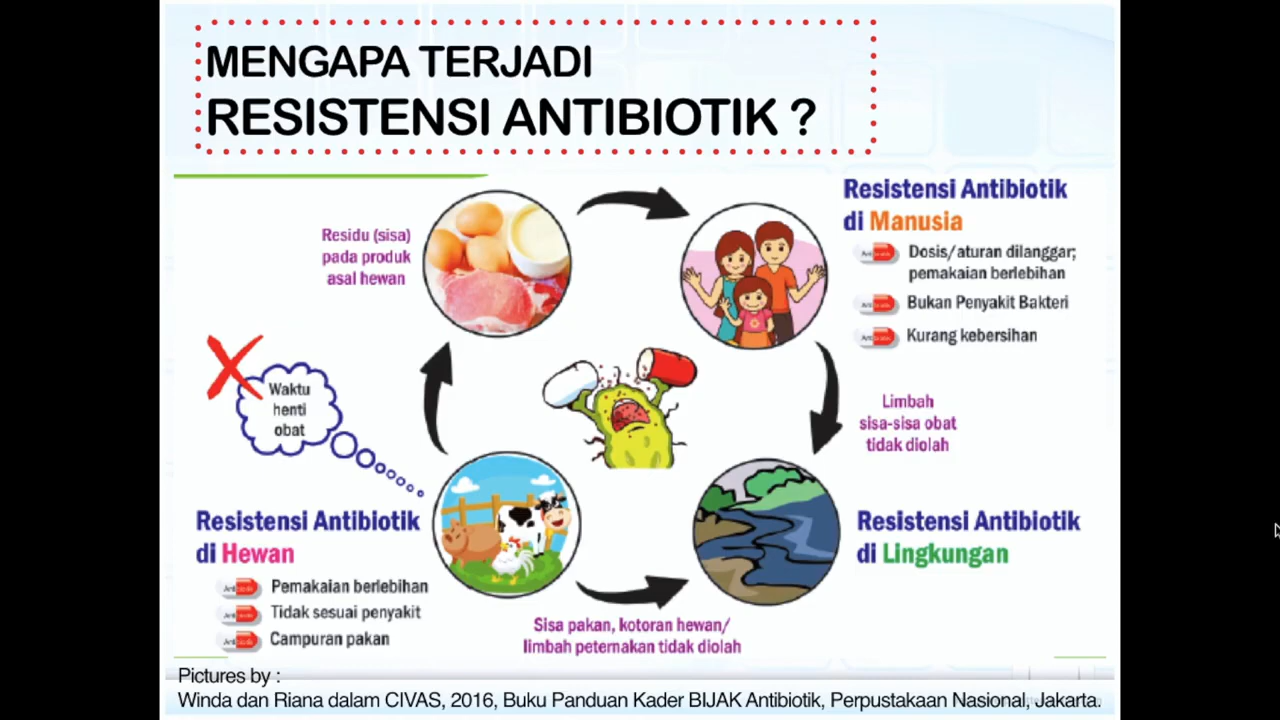 MENGAPA TERJADI
RESISTENSI ANTIBIOTIK ?
Residu (sisa)
pada produk
asal hewan
Resistensi Antibiotik
di Manusia
Dosis/aturan dilanggar;
pemakaian berlebihan
Bukan Penyakit Bakteri
Kurang kebersihan
Waktu
henti
obat
Limbah
sisa-sisa obat
tidak diolah
Resistensi Antibiotik
di Hewan
Pemakaian berlebihan
Tidak sesuai penyakit
Campuran pakan
Resistensi Antibiotik
di Lingkungan
Sisa pakan, kotoran hewan/
limbah peternakan tidak diolah
Pictures by :
Winda dan Riana dalam CIVAS, 2016, Buku Panduan Kader BIJAK Antibiotik, Perpustakaan Nasional, Jakarta.